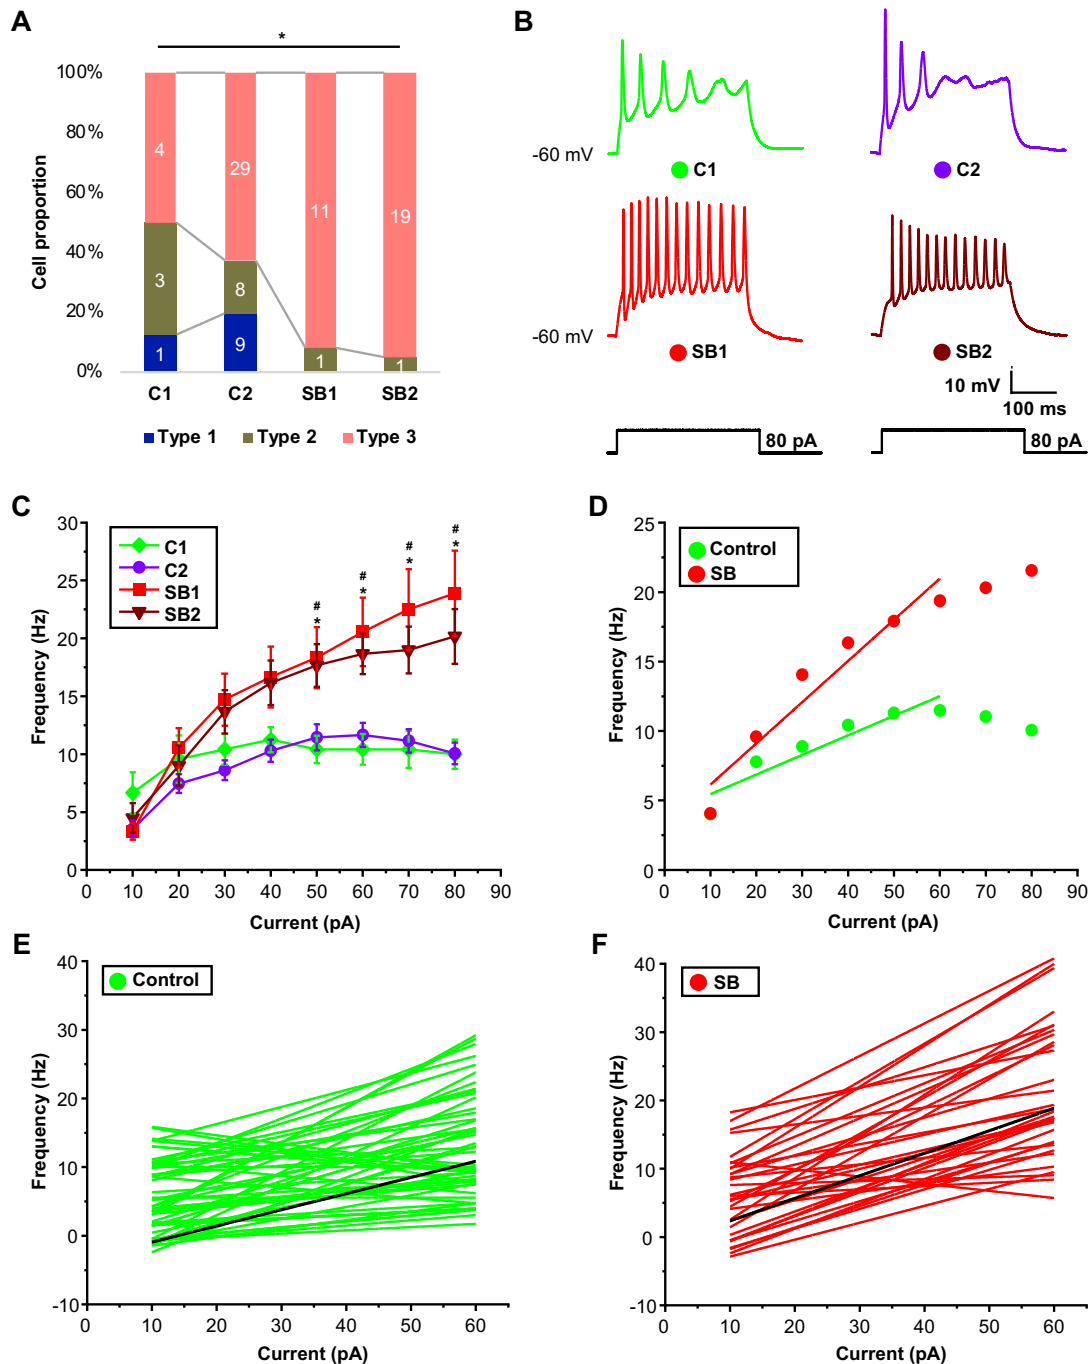 A
*
100%
80%
60%
40%
20%
0%
Cell proportion
4
3
1
29
8
9
11
1
19
1
C1 C2 SB1 SB2
Type 1 Type 2 Type 3
B
-60 mV
C1
C2
-60 mV
SB1
SB2
10 mV
100 ms
80 pA
80 pA
C
30
25
20
15
10
5
0
Frequency (Hz)
C1
C2
SB1
SB2
# # # #
* * * *
0 10 20 30 40 50 60 70 80 90
Current (pA)
D
25
20
15
10
5
0
Frequency (Hz)
Control
SB
0 10 20 30 40 50 60 70 80 90
Current (pA)
E
40
30
20
10
0
-10
Frequency (Hz)
Control
0 10 20 30 40 50 60
Current (pA)
F
40
30
20
10
0
-10
Frequency (Hz)
SB
0 10 20 30 40 50 60
Current (pA)